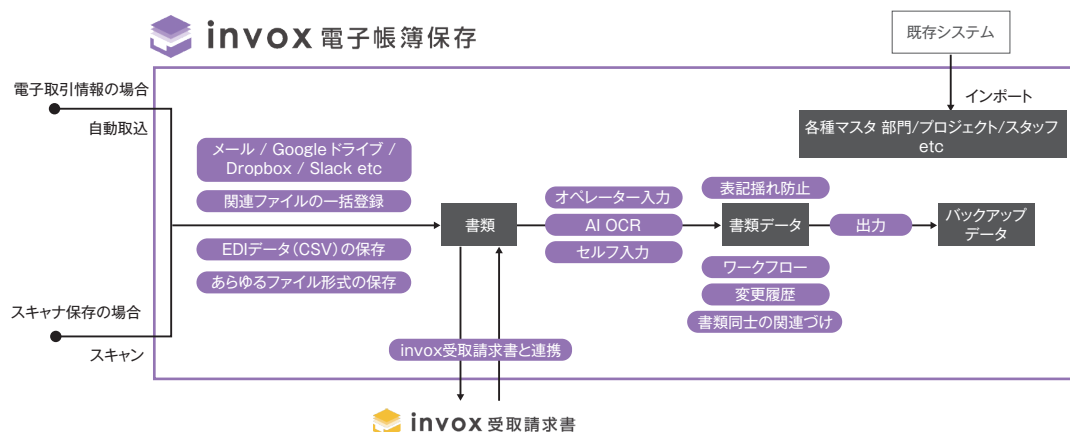 invox 電子帳簿保存
既存システム
電子取引情報の場合
インポート
自動取込
各種マスタ 部門/プロジェクト/スタッフ
etc
メール / Google ドライブ /
Dropbox / Slack etc
関連ファイルの一括登録
オペレーター入力
表記揺れ防止
書類
AI OCR
書類データ
出力
バックアップ
データ
EDIデータ(CSV)の保存
セルフ入力
あらゆるファイル形式の保存
ワークフロー
変更履歴
書類同士の関連づけ
スキャナ保存の場合
スキャン
invox受取請求書と連携
invox 受取請求書